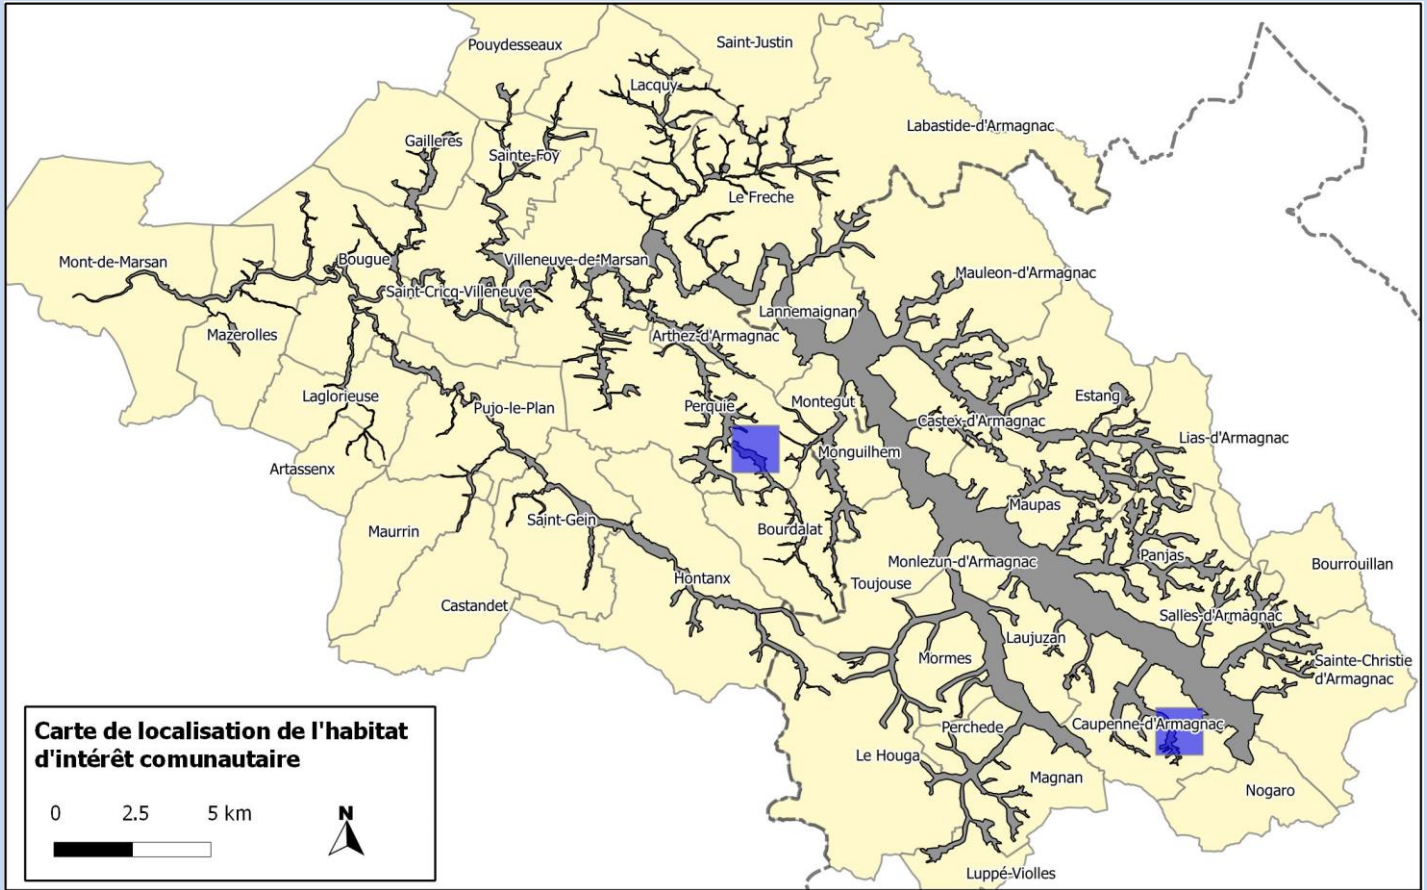 Pouydesseaux
Saint-Justin
Lacquy
Labastide-d'Armagnac
Gailleres
Sainte-Foy
Le Freche
Mont-de-Marsan
Bougue
Villeneuve-de-Marsan
Mauleon-d'Armagnac
Saint-Cricq-Villeneuve
Lannemaignan
Mazerolles
Arthez-d'Armagnac
Laglorieuse
Pujo-le-Plan
Perquie
Montegut
Estang
Castex-d'Armagnac
Lias-d'Armagnac
Monguilhem
Artassenx
Maupas
Saint-Gein
Maurrin
Bourdalat
Panjas
Monlezun-d'Armagnac
Bourrouillan
Hontanx
Toujouse
Castandet
Salles-d'Armagnac
Laujuzan
Mormes
Sainte-Christie
d'Armagnac
Perchede
Caupenne-d'Armagnac
Le Houga
Magnan
Nogaro
Luppé-Violles
Carte de localisation de l'habitat
d'intérêt comunautaire
0 2.5 5 km
N